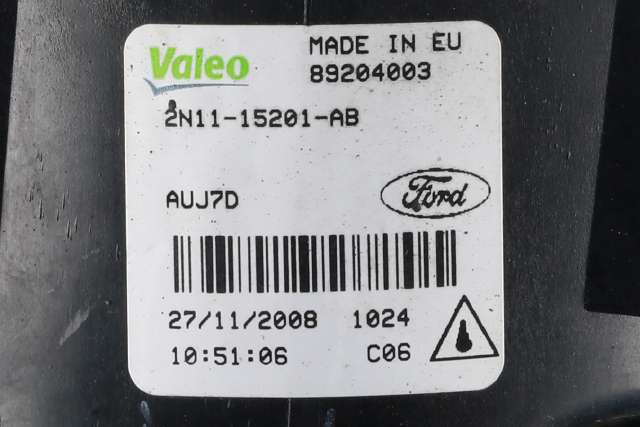 Valeo
MADE IN EU
89204003
2N11-15201-AB
AUJ7D
Ford
27/11/2008 1024
10:51:06 C06